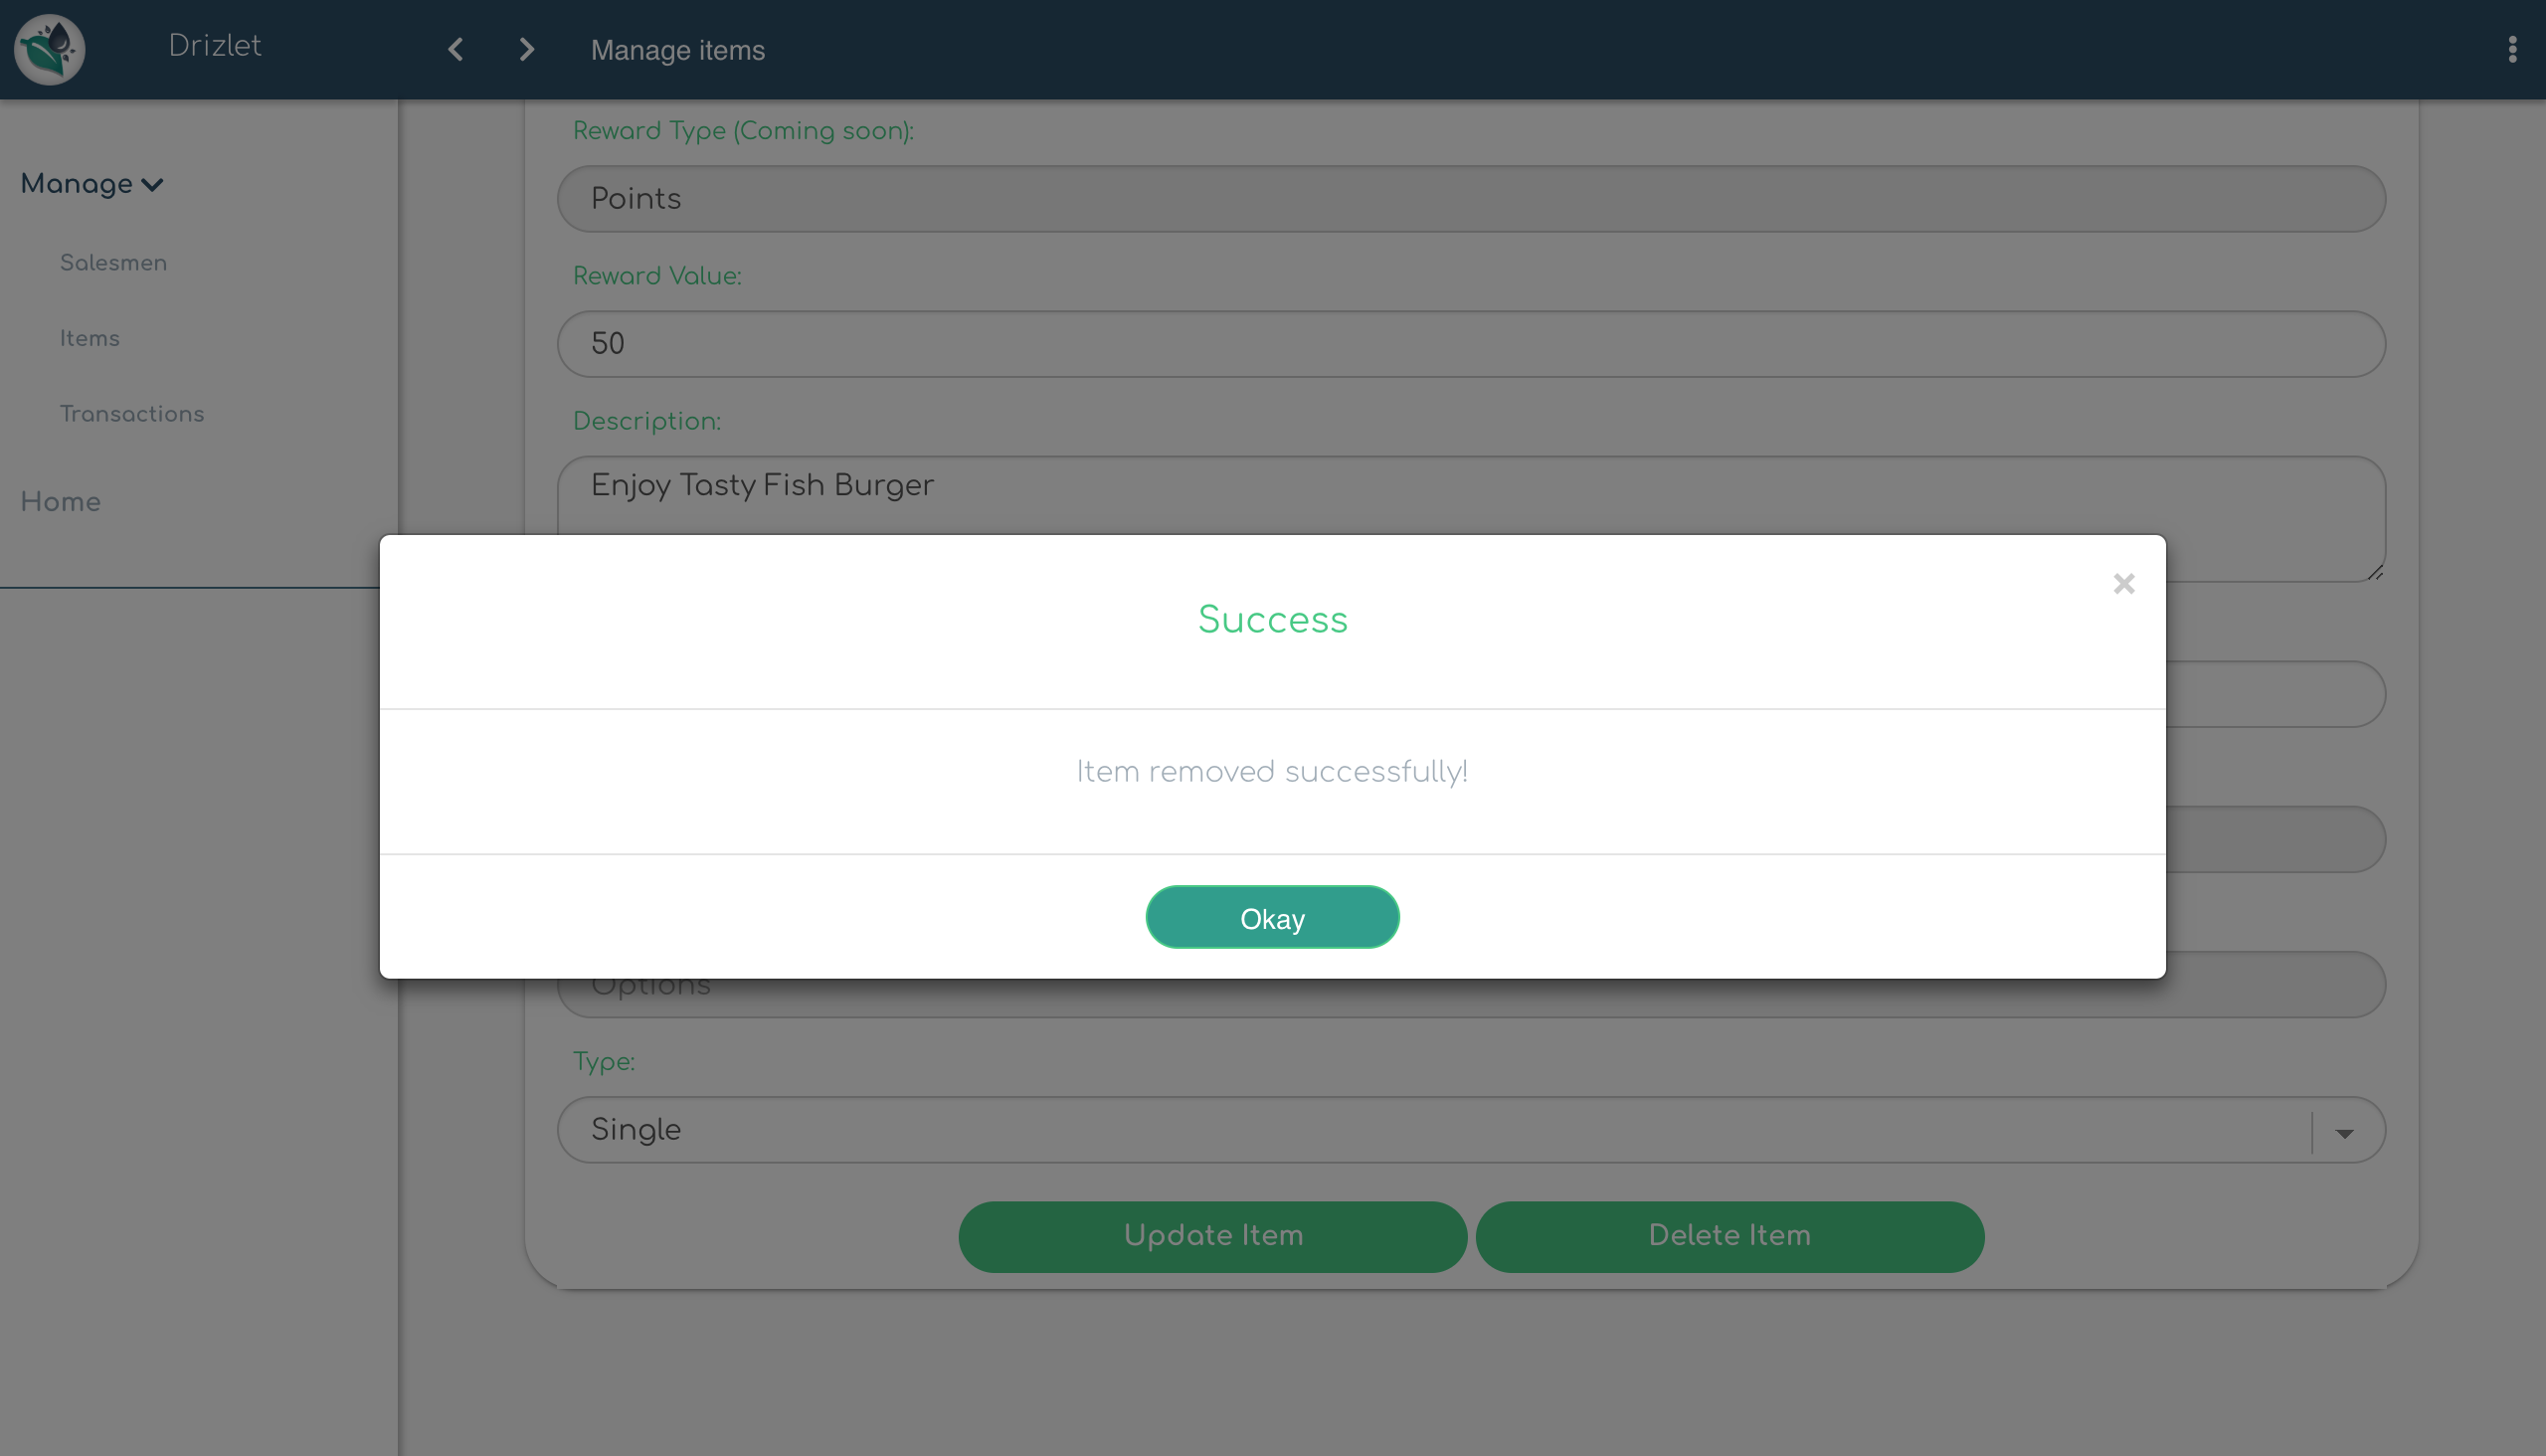 Drizlet
Manage items
Manage
Salesmen
Items
Transactions
Home
Reward Type (Coming soon):
Points
Reward Value:
50
Description:
Enjoy Tasty Fish Burger
Success
×
Item removed successfully!
Okay
Options
Type:
Single
Update Item
Delete Item